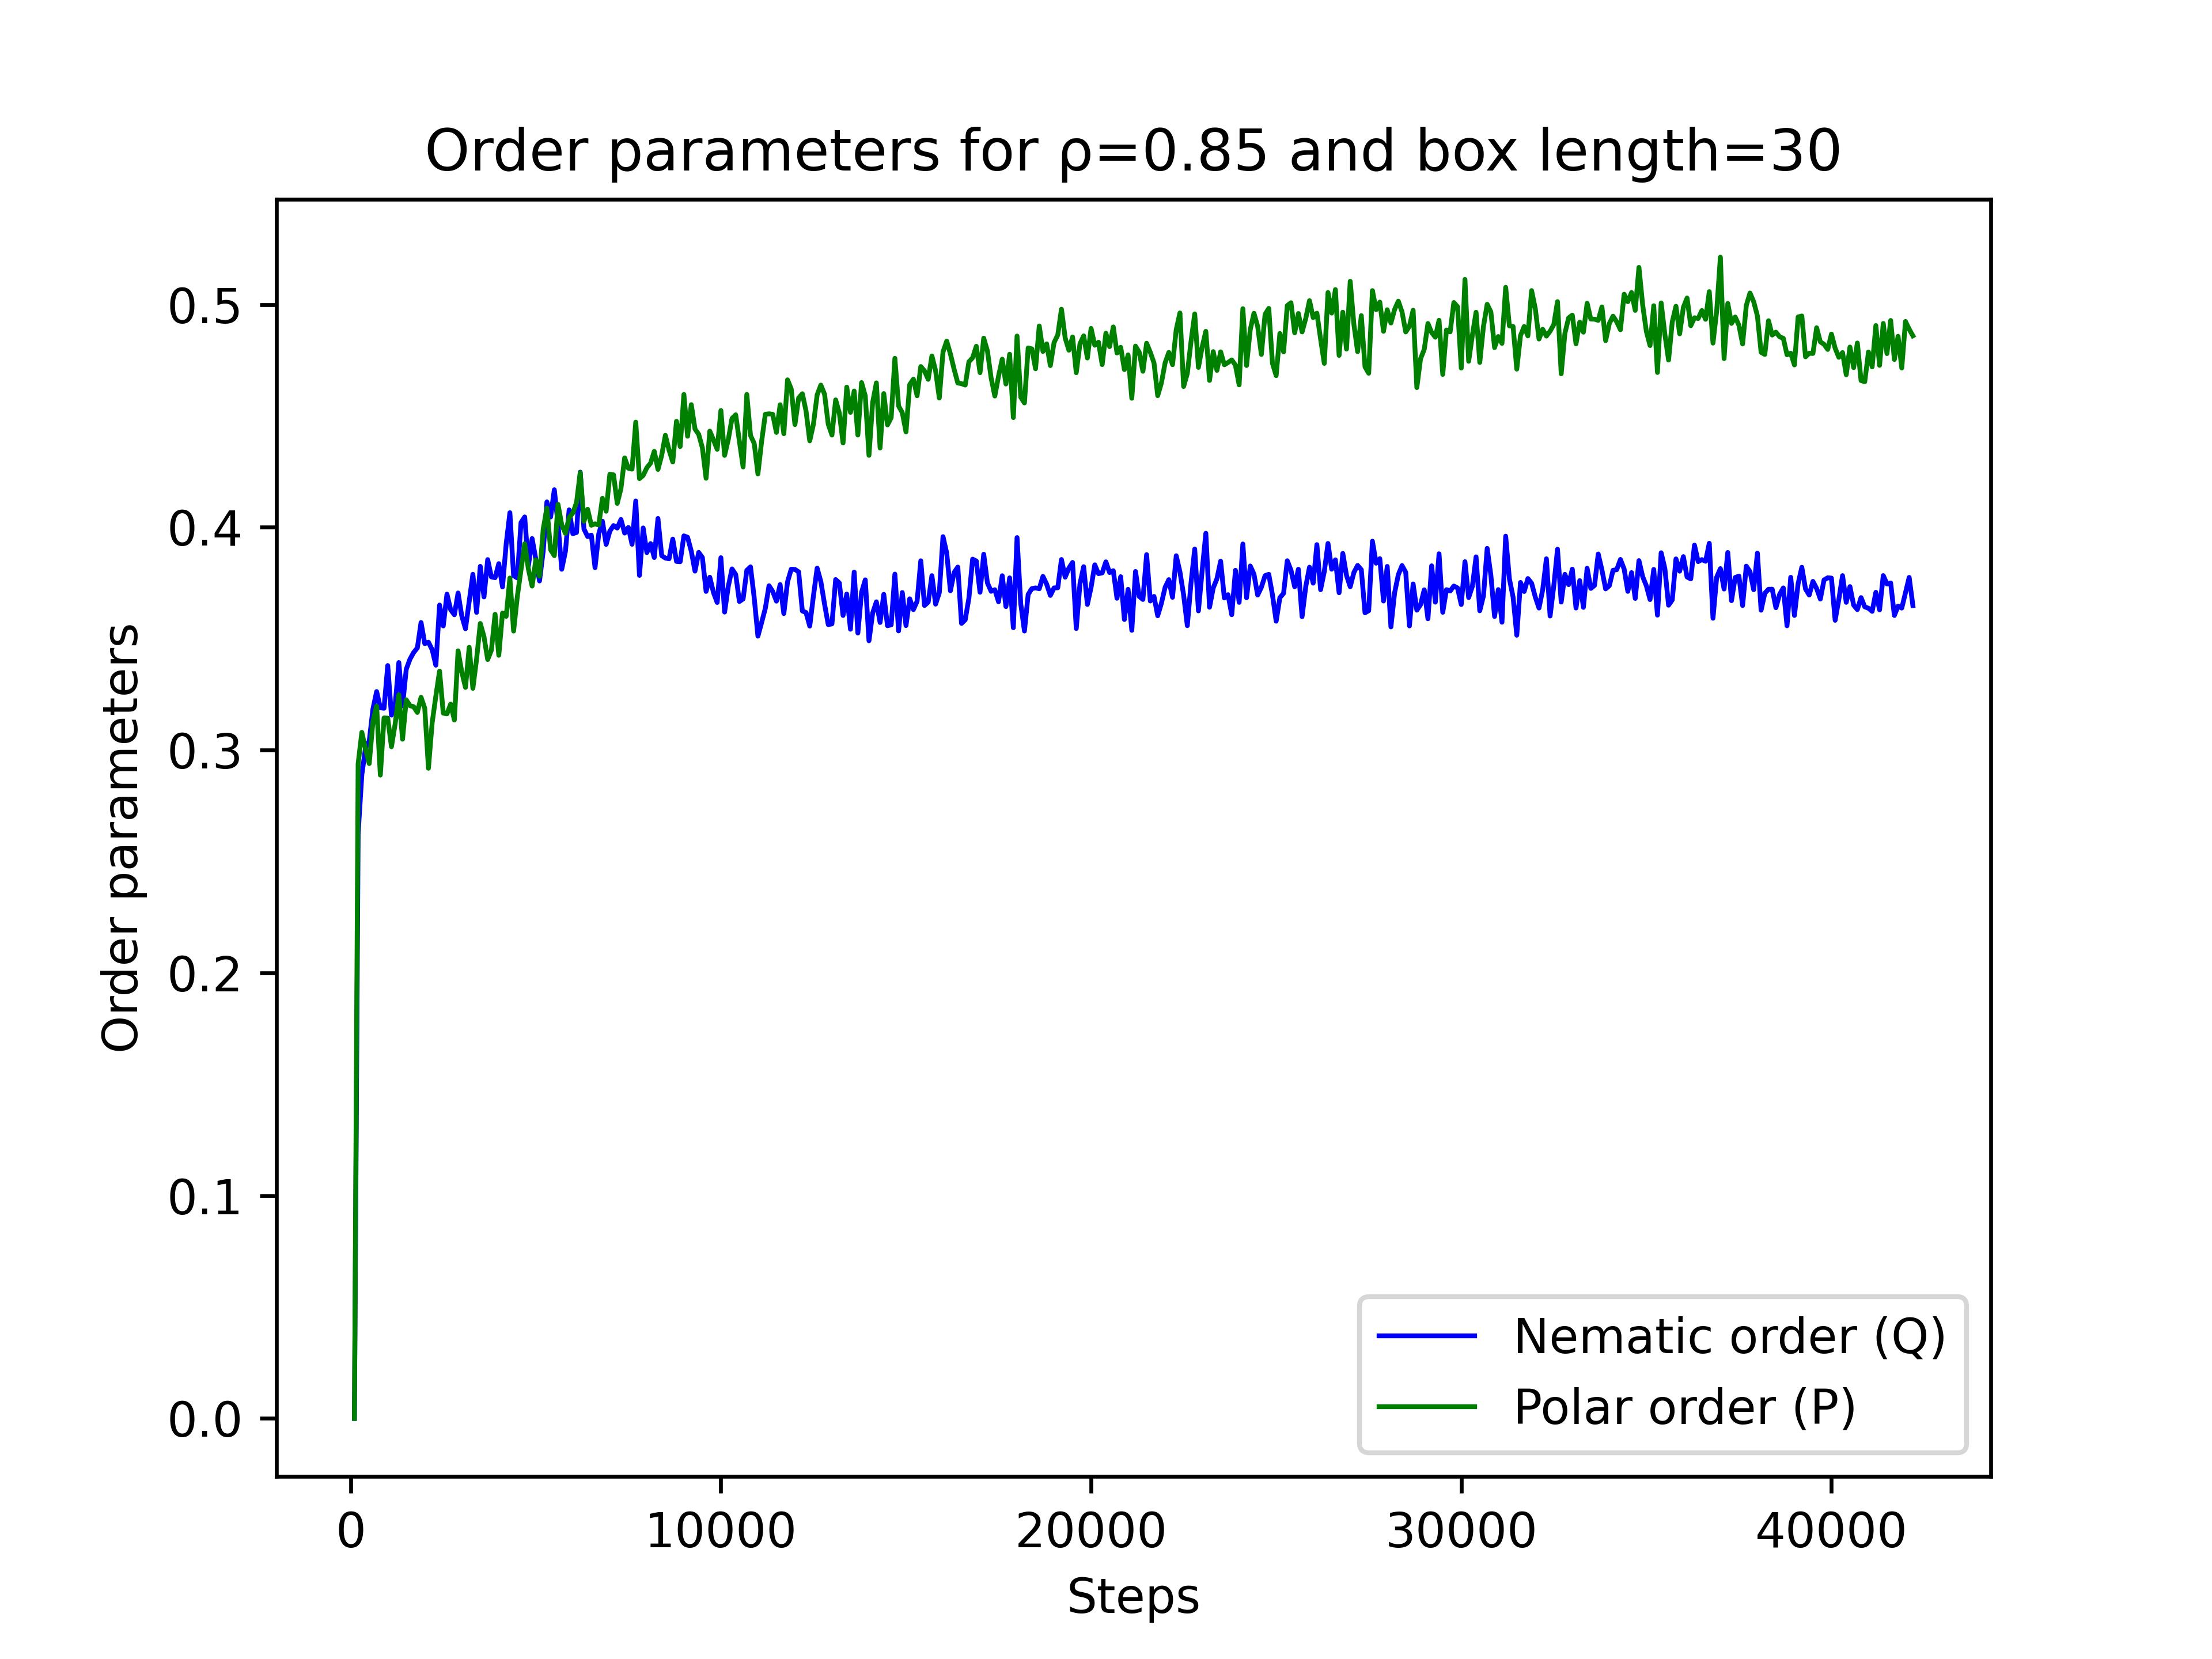 Order parameters for ρ=0.85 and box length=30
Order parameters
0.5
0.4
0.3
0.2
0.1
0.0
0 10000 20000 30000 40000
Steps
Nematic order (Q)
Polar order (P)